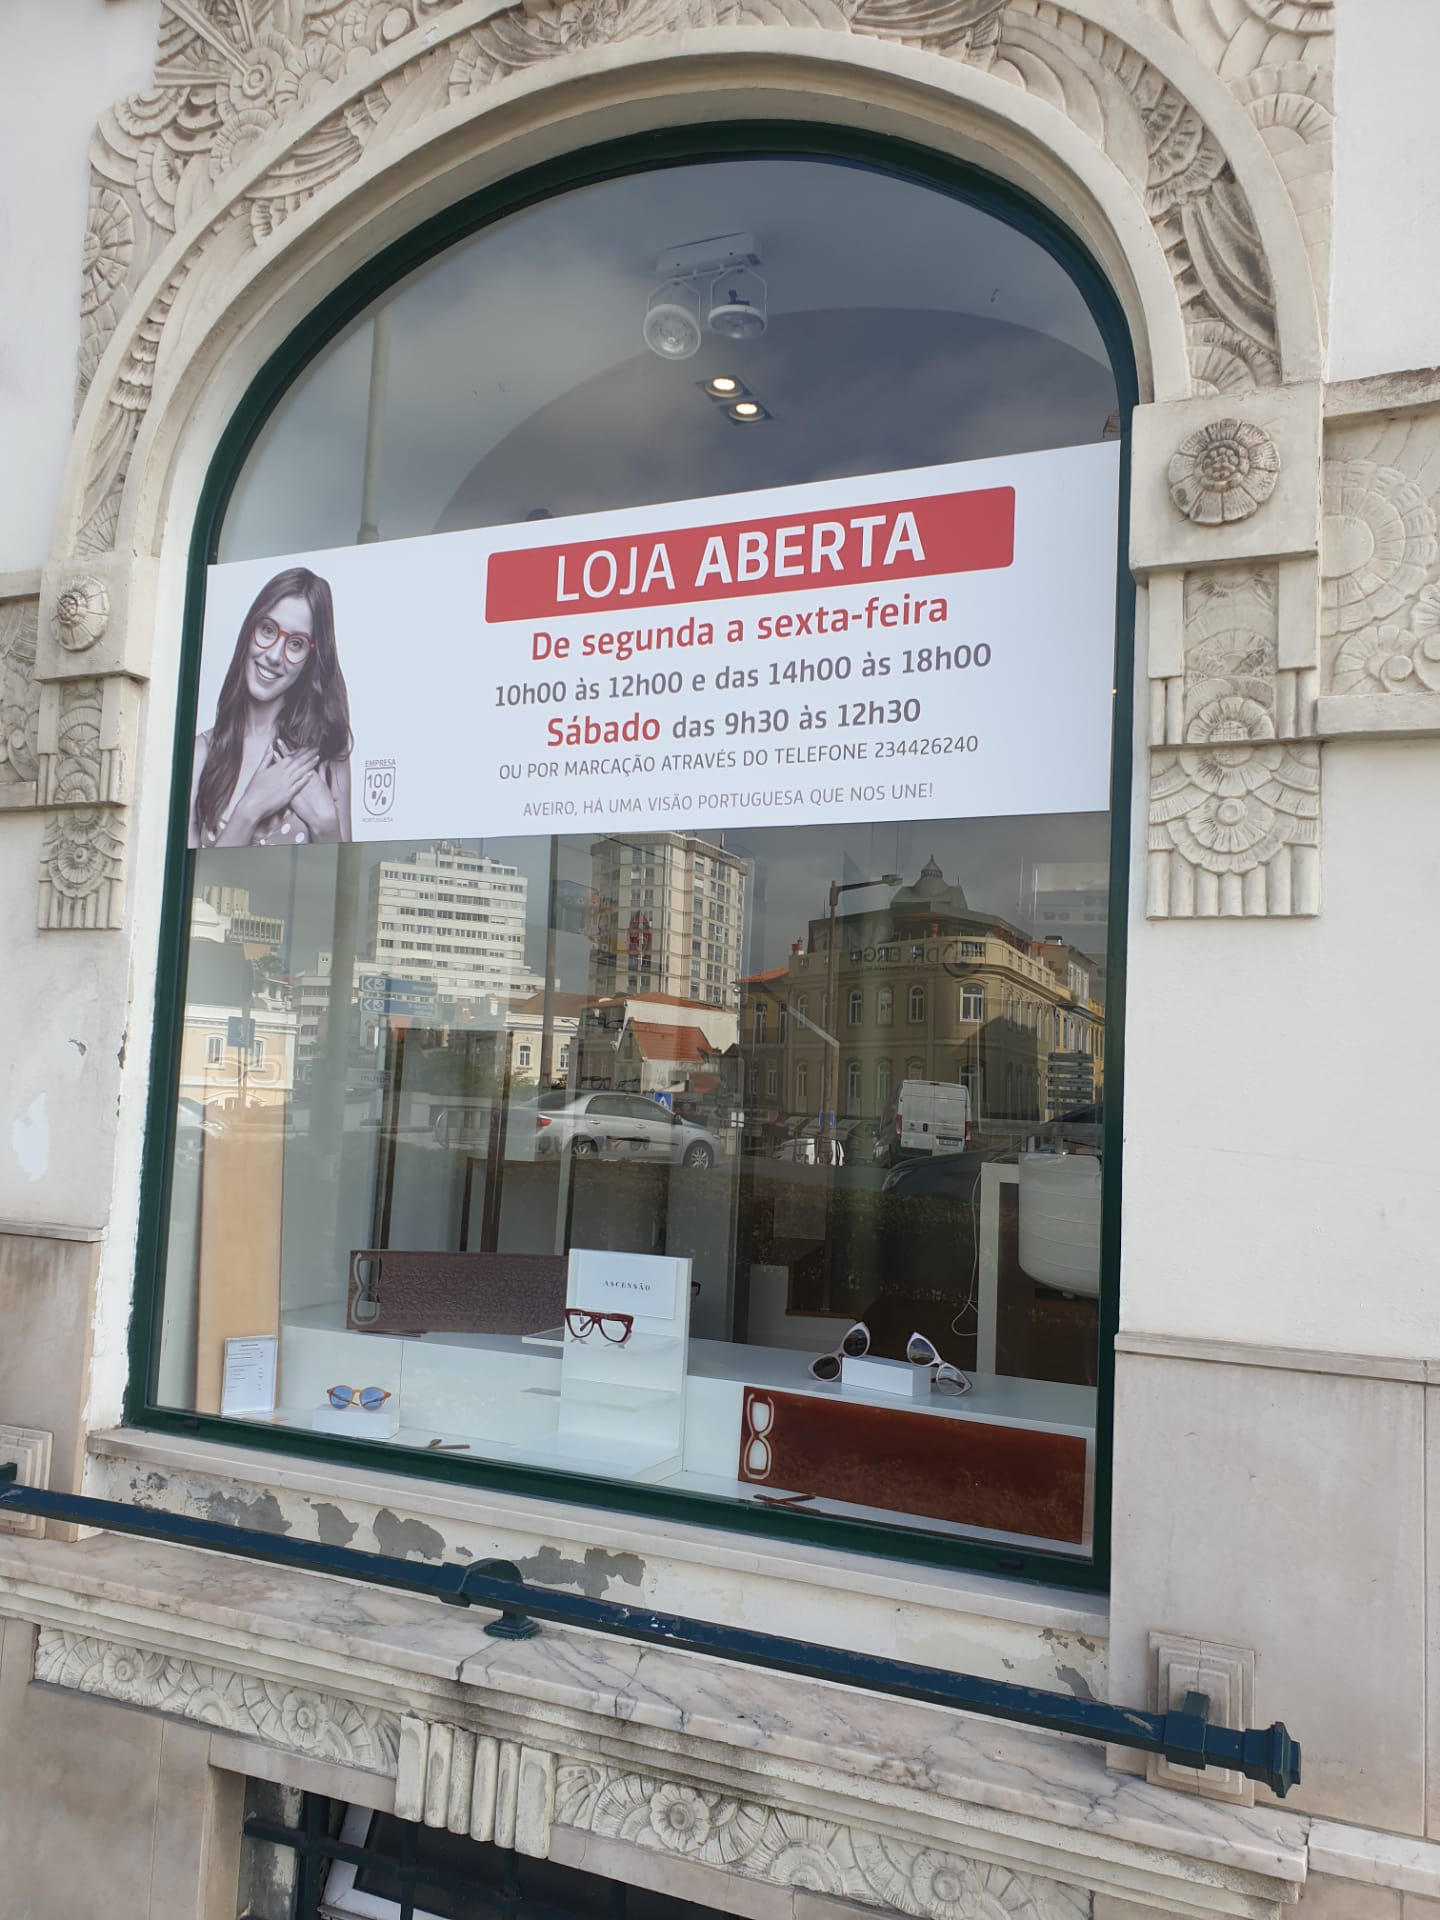 LOJA ABERTA
De segunda a sexta-feira
10h00 às 12h00 e das 14h00 às 18h00
Sábado das 9h30 às 12h30
OU POR MARCAÇÃO ATRAVÉS DO TELEFONE 234426240
AVEIRO, HÁ UMA VISÃO PORTUGUESA QUE NOS UNE!
EMPRESA
100
%
PORTUGUESA
ASCENSÃO